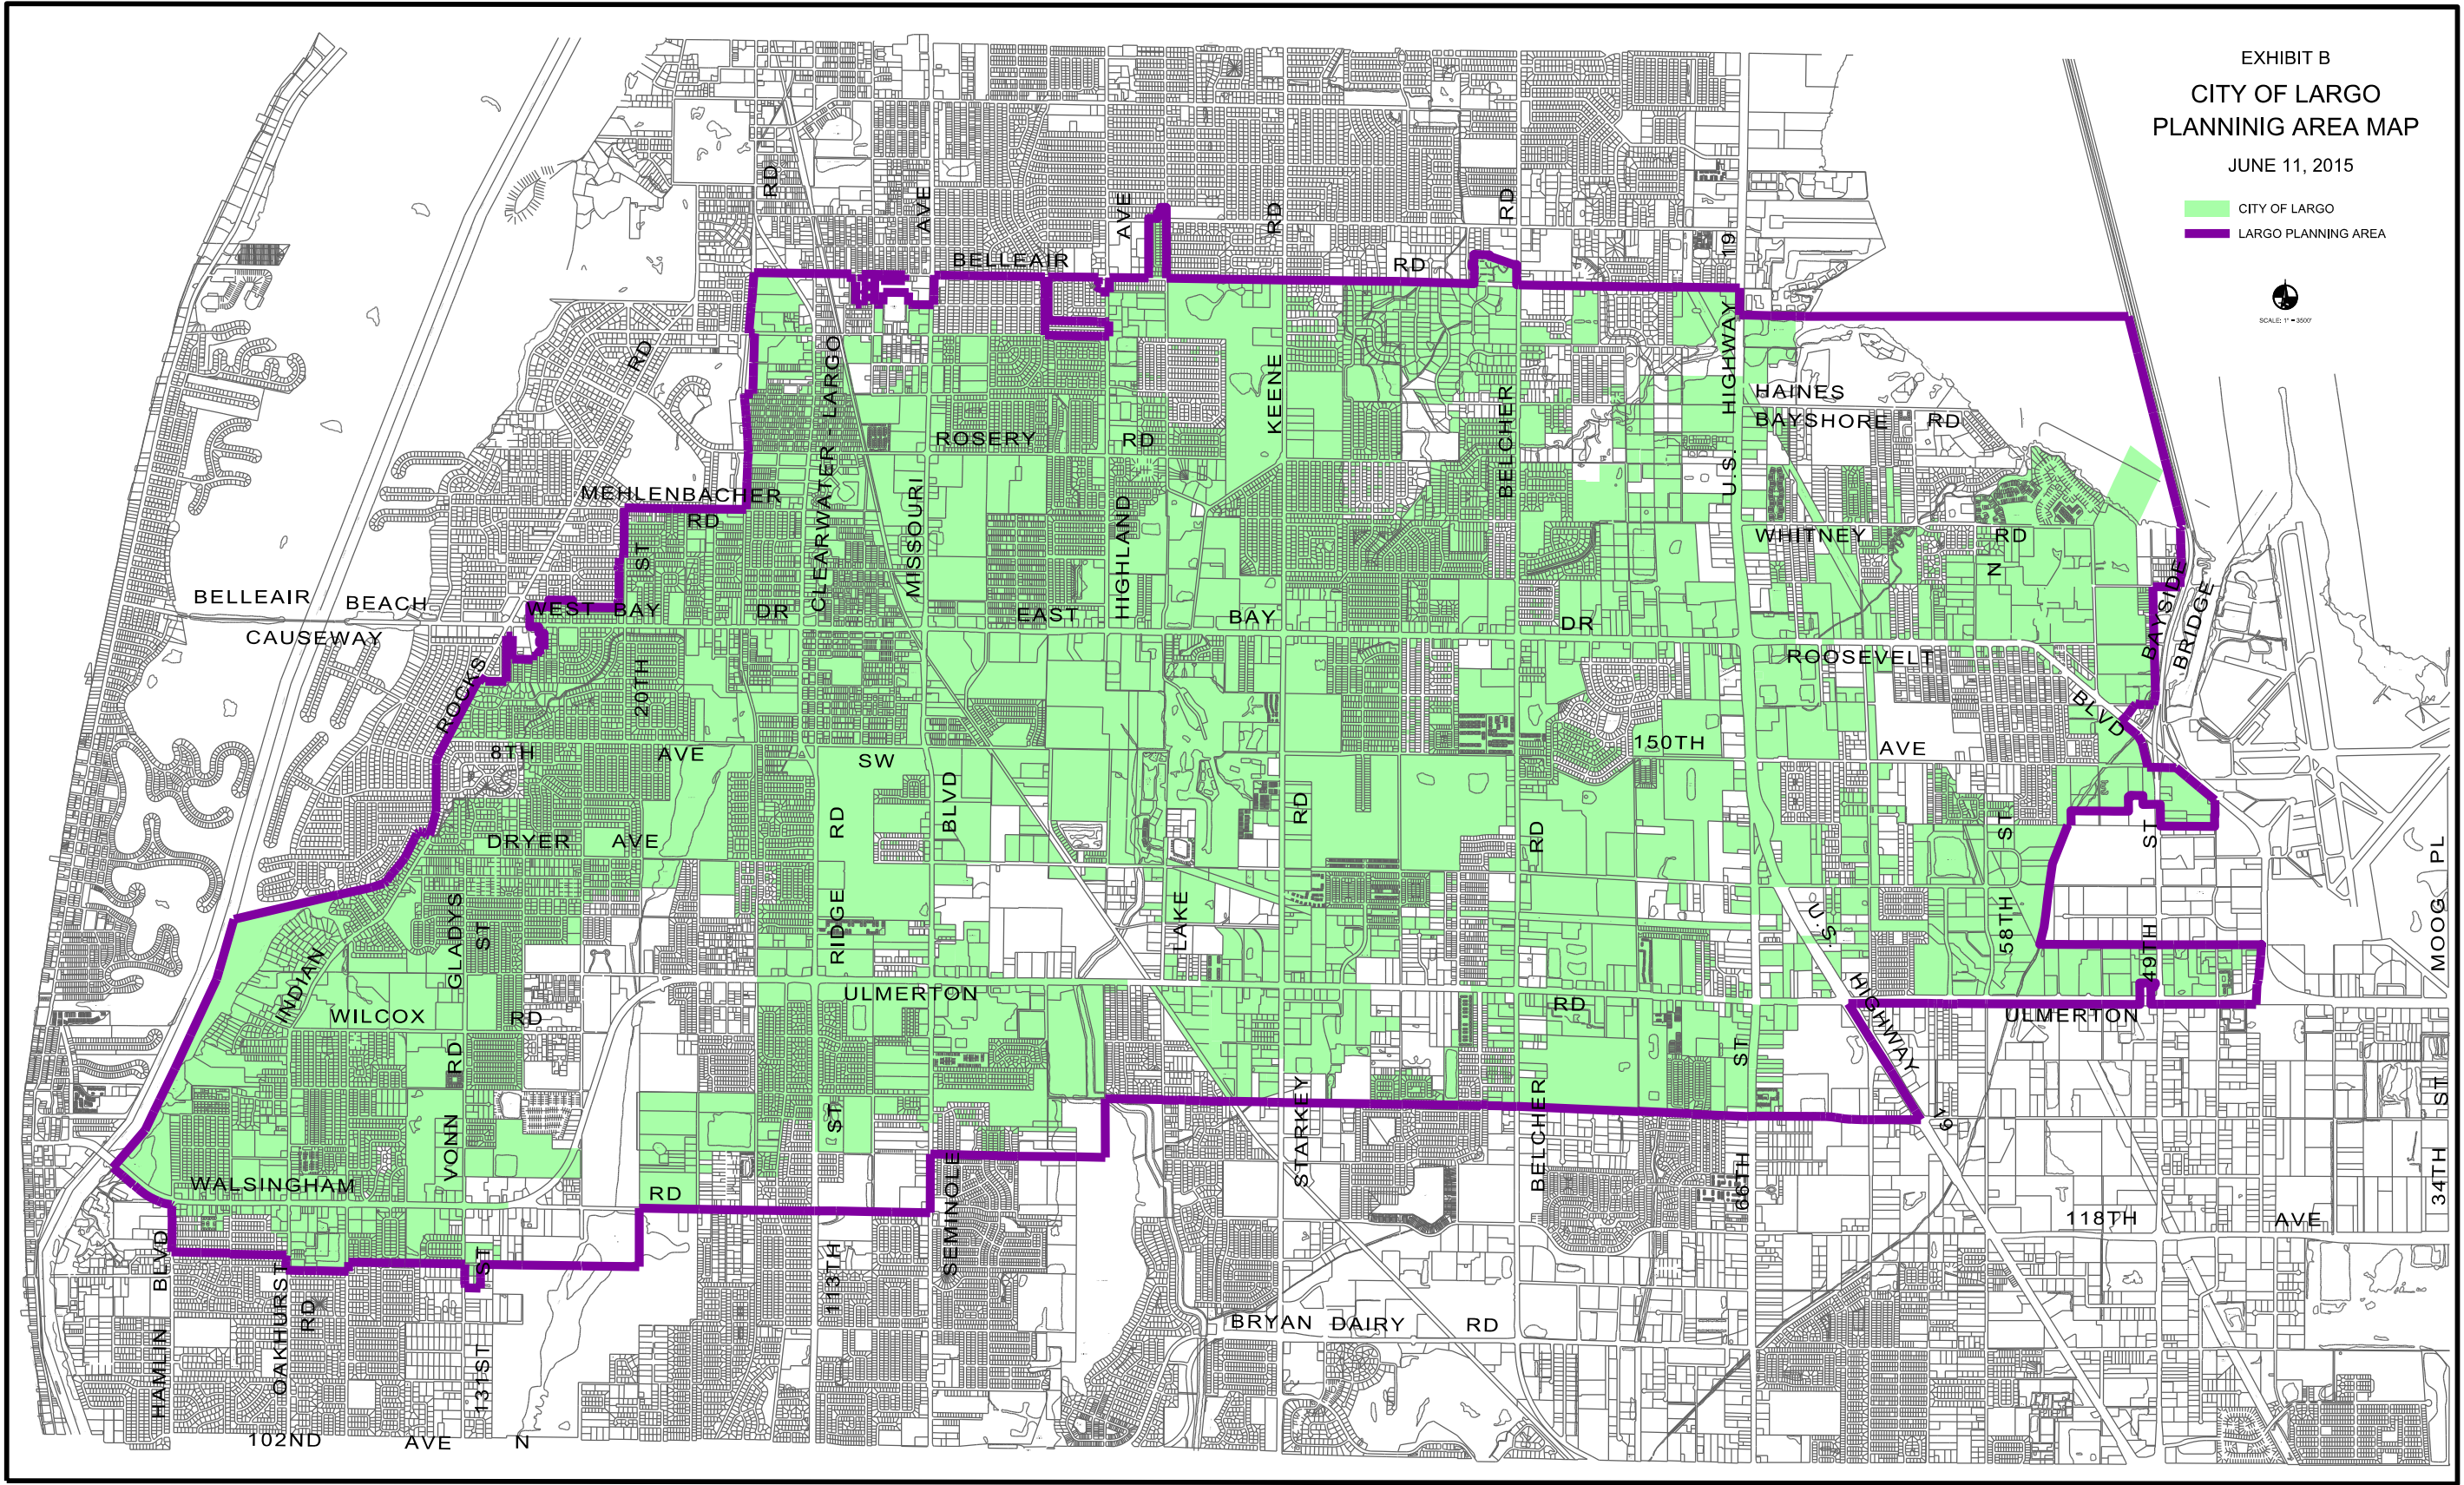 EXHIBIT B
CITY OF LARGO
PLANNINIG AREA MAP
JUNE 11, 2015
CITY OF LARGO
LARGO PLANNING AREA
SCALE: 1" = 3500'
RD
AVE
AVE
RD
RD
19
BELLEAIR
RD
RD
CLEARWATER - LARGO
KEENE
BELCHER
U.S. HIGHWAY
HAINES
BAYSHORE RD
ROSERY
RD
MEHLENBACHER
RD
MISSOURI
HIGHLAND
WHITNEY
RD
N
ST
BELLEAIR
BEACH
CAUSEWAY
WEST BAY
DR
EAST
BAY
DR
BAYSIDE
BRIDGE
ROOSEVELT
BLVD
ROCKS
20TH
8TH
AVE
SW
150TH
AVE
BLVD
RD
RD
RD
ST
ST
DRYER
AVE
MOOG PL
GLADYS
ST
RIDGE
LAKE
U.S.
58TH
49TH
INDIAN
WILCOX
RD
ULMERTON
RD
HIGHWAY
ULMERTON
RD
ST
19
VONN
ST
STARKEY
BELCHER
34TH ST
WALSINGHAM
RD
SEMINOLE
66TH
118TH
AVE
HAMLIN BLVD
OAKHURST
RD
ST
131ST
113TH
BRYAN DAIRY
RD
102ND
AVE
N